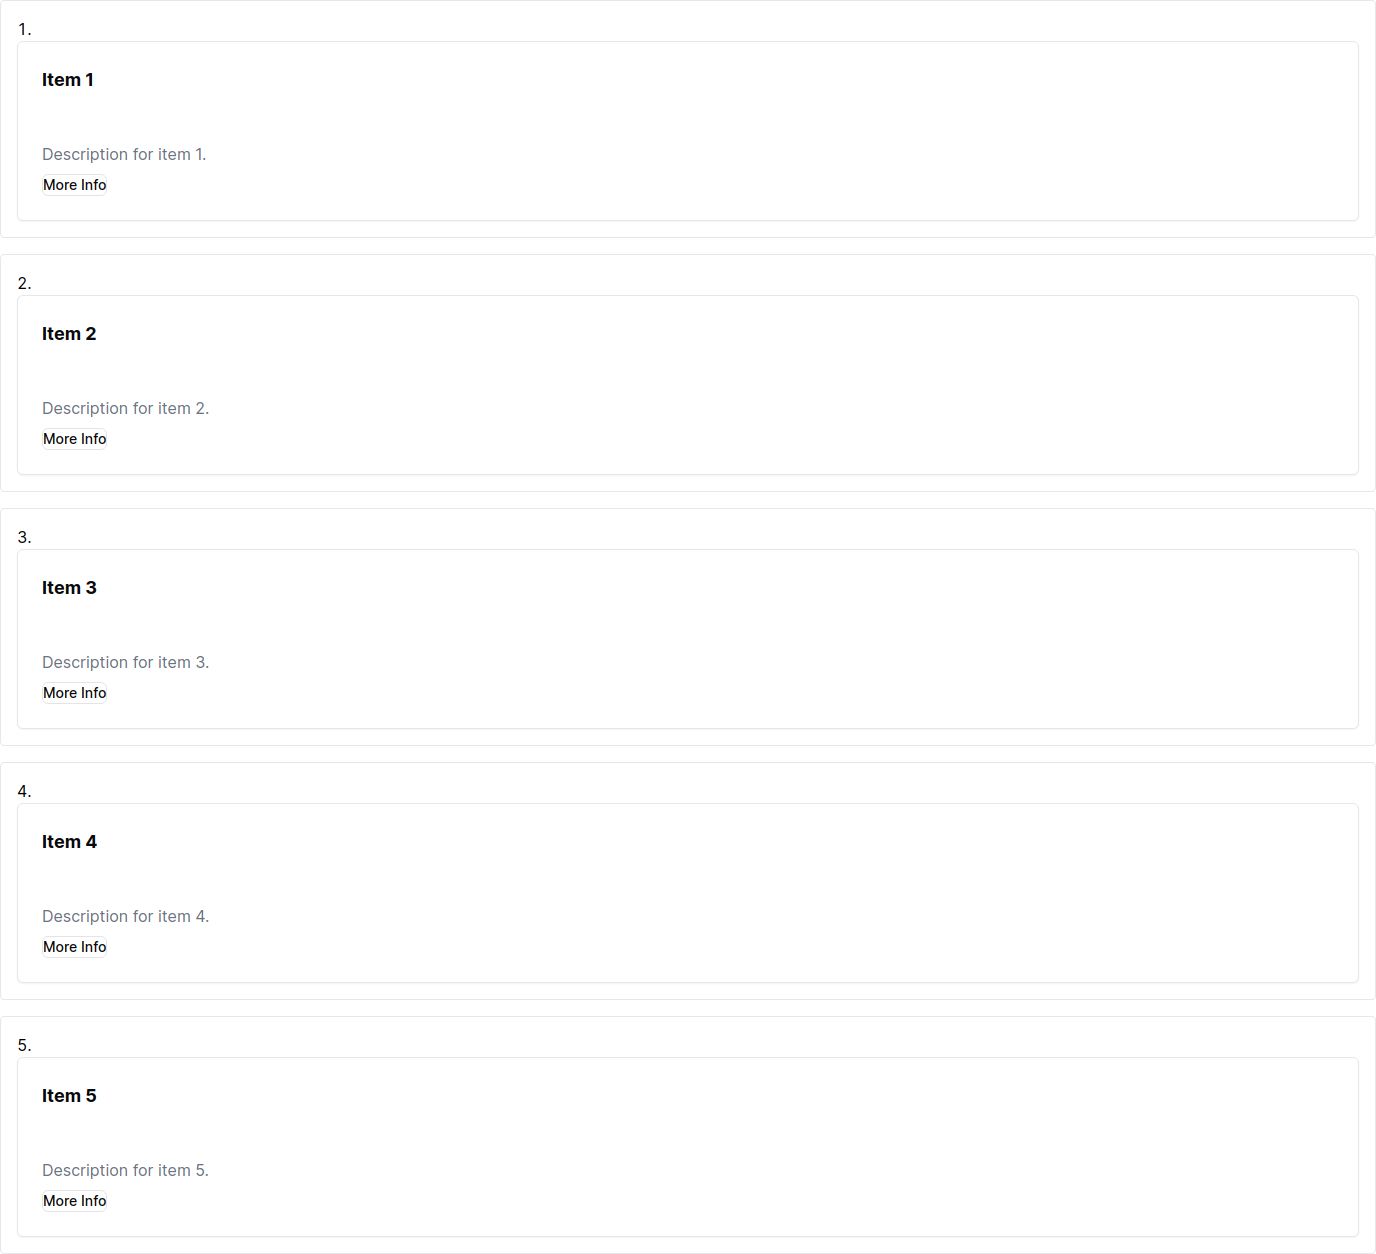 1.
Item 1
Description for item 1.
More Info
2.
Item 2
Description for item 2.
More Info
3.
Item 3
Description for item 3.
More Info
4.
Item 4
Description for item 4.
More Info
5.
Item 5
Description for item 5.
More Info